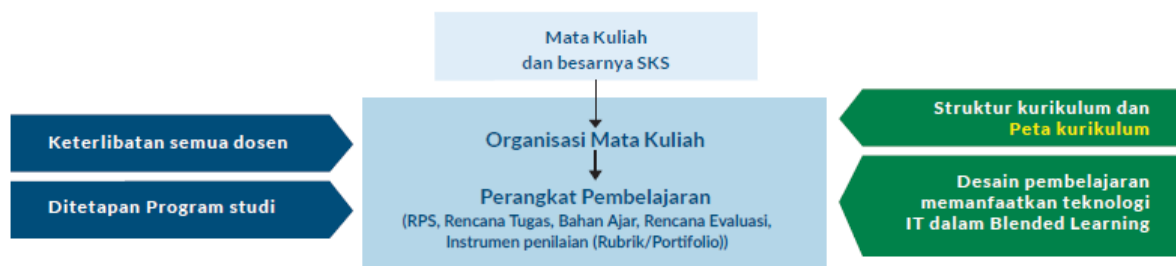 Mata Kuliah
dan besarnya SKS
Keterlibatan semua dosen
Ditetapan Program studi
Organisasi Mata Kuliah
Perangkat Pembelajaran
(RPS, Rencana Tugas, Bahan Ajar, Rencana Evaluasi,
Instrumen penilaian (Rubrik/Portifolio))
Struktur kurikulum dan
Peta kurikulum
Desain pembelajaran
memanfaatkan teknologi
IT dalam Blended Learning